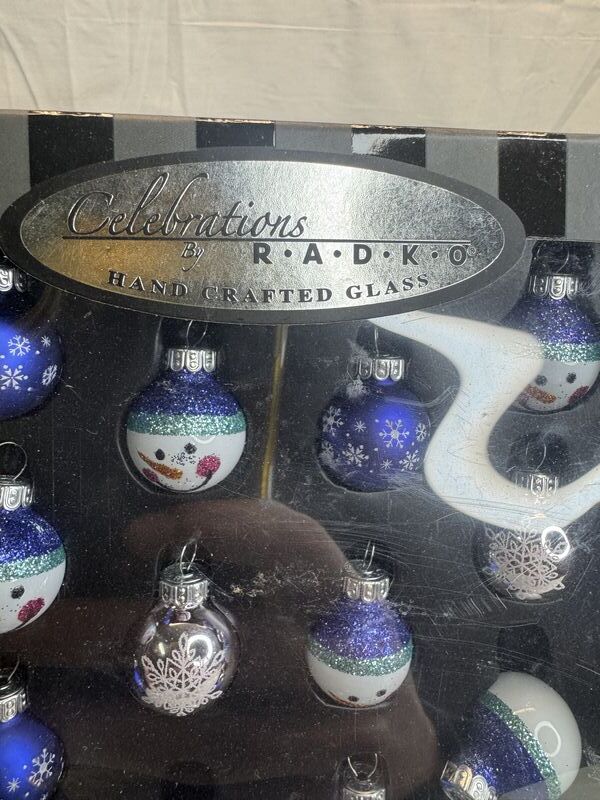 Celebrations
By R·A·D·K·O®
HAND CRAFTED GLASS